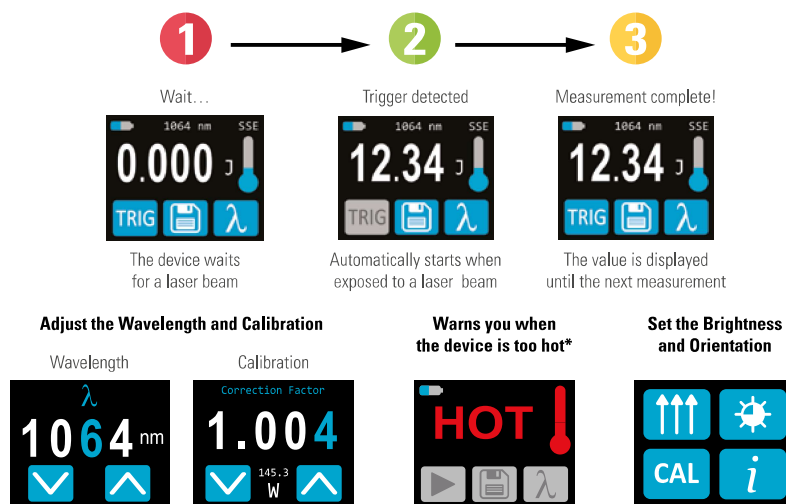 1
2
3
Wait...
Trigger detected
Measurement complete!
1064 nm SSE
0.000 J
TRIG λ
1064 nm SSE
12.34 J
TRIG λ
1064 nm SSE
12.34 J
TRIG λ
The device waits
for a laser beam
Automatically starts when
exposed to a laser beam
The value is displayed
until the next measurement
Adjust the Wavelength and Calibration
Wavelength
λ
1064 nm
Calibration
Correction Factor
1.004
145.3
W
Warns you when
the device is too hot*
HOT
λ
Set the Brightness
and Orientation
CAL i